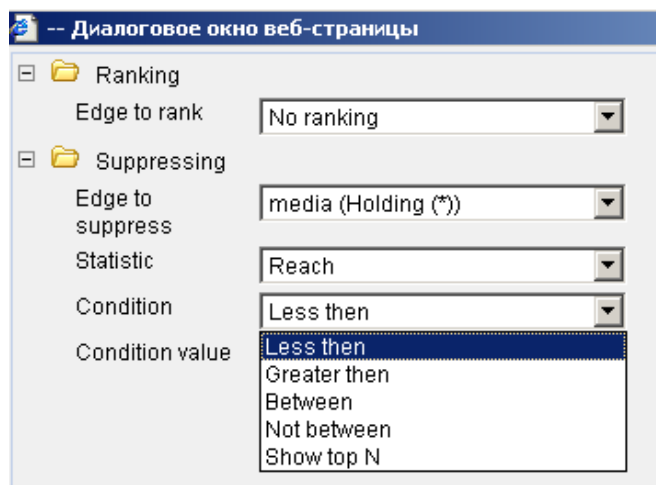 -- Диалоговое окно веб-страницы
Ranking
Edge to rank
No ranking
Suppressing
Edge to
suppress
media (Holding (*))
Statistic
Reach
Condition
Less then
Condition value
Less then
Greater then
Between
Not between
Show top N